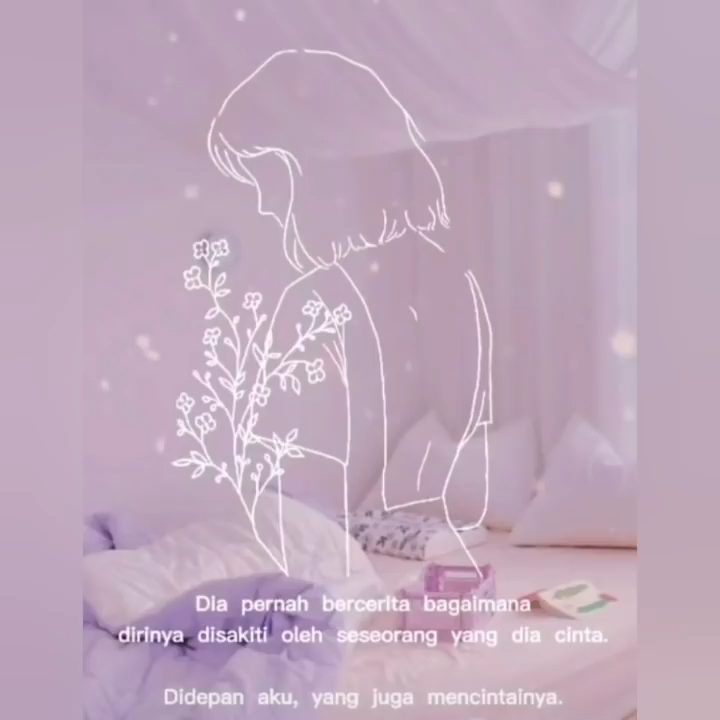 Dia pernah bercerita bagaimana
dirinya disakiti oleh seseorang yang dia cinta.
Didepan aku, yang juga mencintainya.